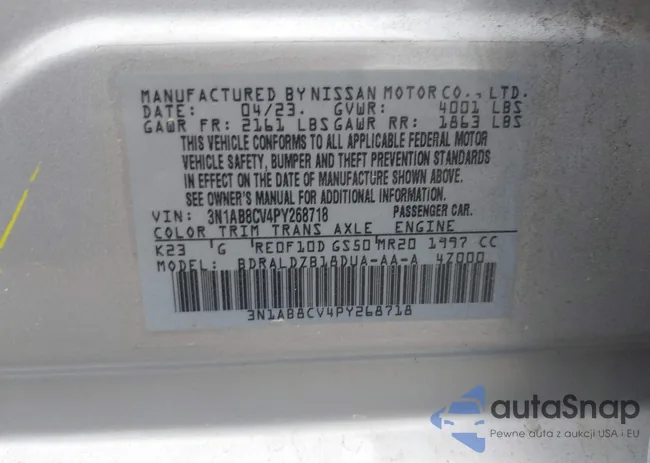 MANUFACTURED BY NISSAN MOTOR CO., LTD.
DATE: 04/23. GVWR: 4001 LBS
GAWR FR: 2161 LBS GAWR RR: 1863 LBS
THIS VEHICLE CONFORMS TO ALL APPLICABLE FEDERAL MOTOR
VEHICLE SAFETY, BUMPER AND THEFT PREVENTION STANDARDS
IN EFFECT ON THE DATE OF MANUFACTURE SHOWN ABOVE.
SEE OWNER'S MANUAL FOR ADDITIONAL INFORMATION.
VIN: 3N1AB8CV4PY268718 PASSENGER CAR.
COLOR TRIM TRANS AXLE ENGINE
K23 'G 'RE0F10D GS50'MR20 1997 CC
MODEL: BDRALDZB18DUA-AA-A 4Z000
3N1AB8CV4PY268718
autoSnap
Pewne auta z aukcji USA i EU